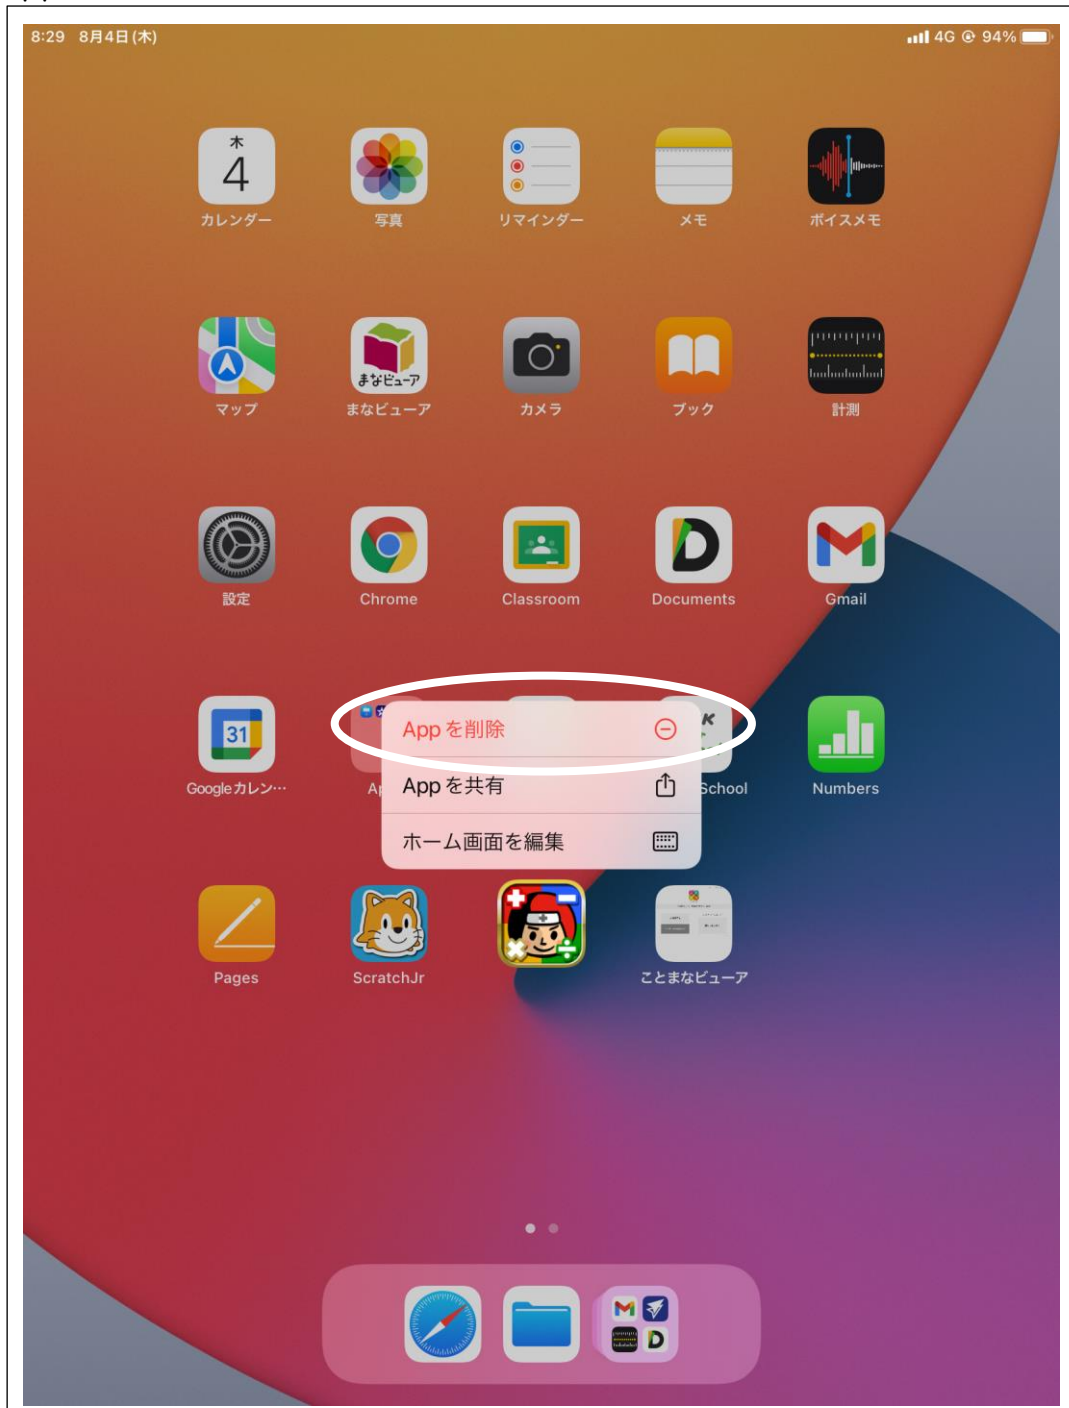 8:29 8月4日(木)
4G 94%
木
4
カレンダー
写真
リマインダー
メモ
ボイスメモ
まなビューア
マップ
まなビューア
カメラ
ブック
計測
設定
Chrome
Classroom
Documents
Gmail
31
K
Appを削除
Googleカレン…
Ap
Appを共有
School
Numbers
ホーム画面を編集
Pages
ScratchJr
ことまなビューア